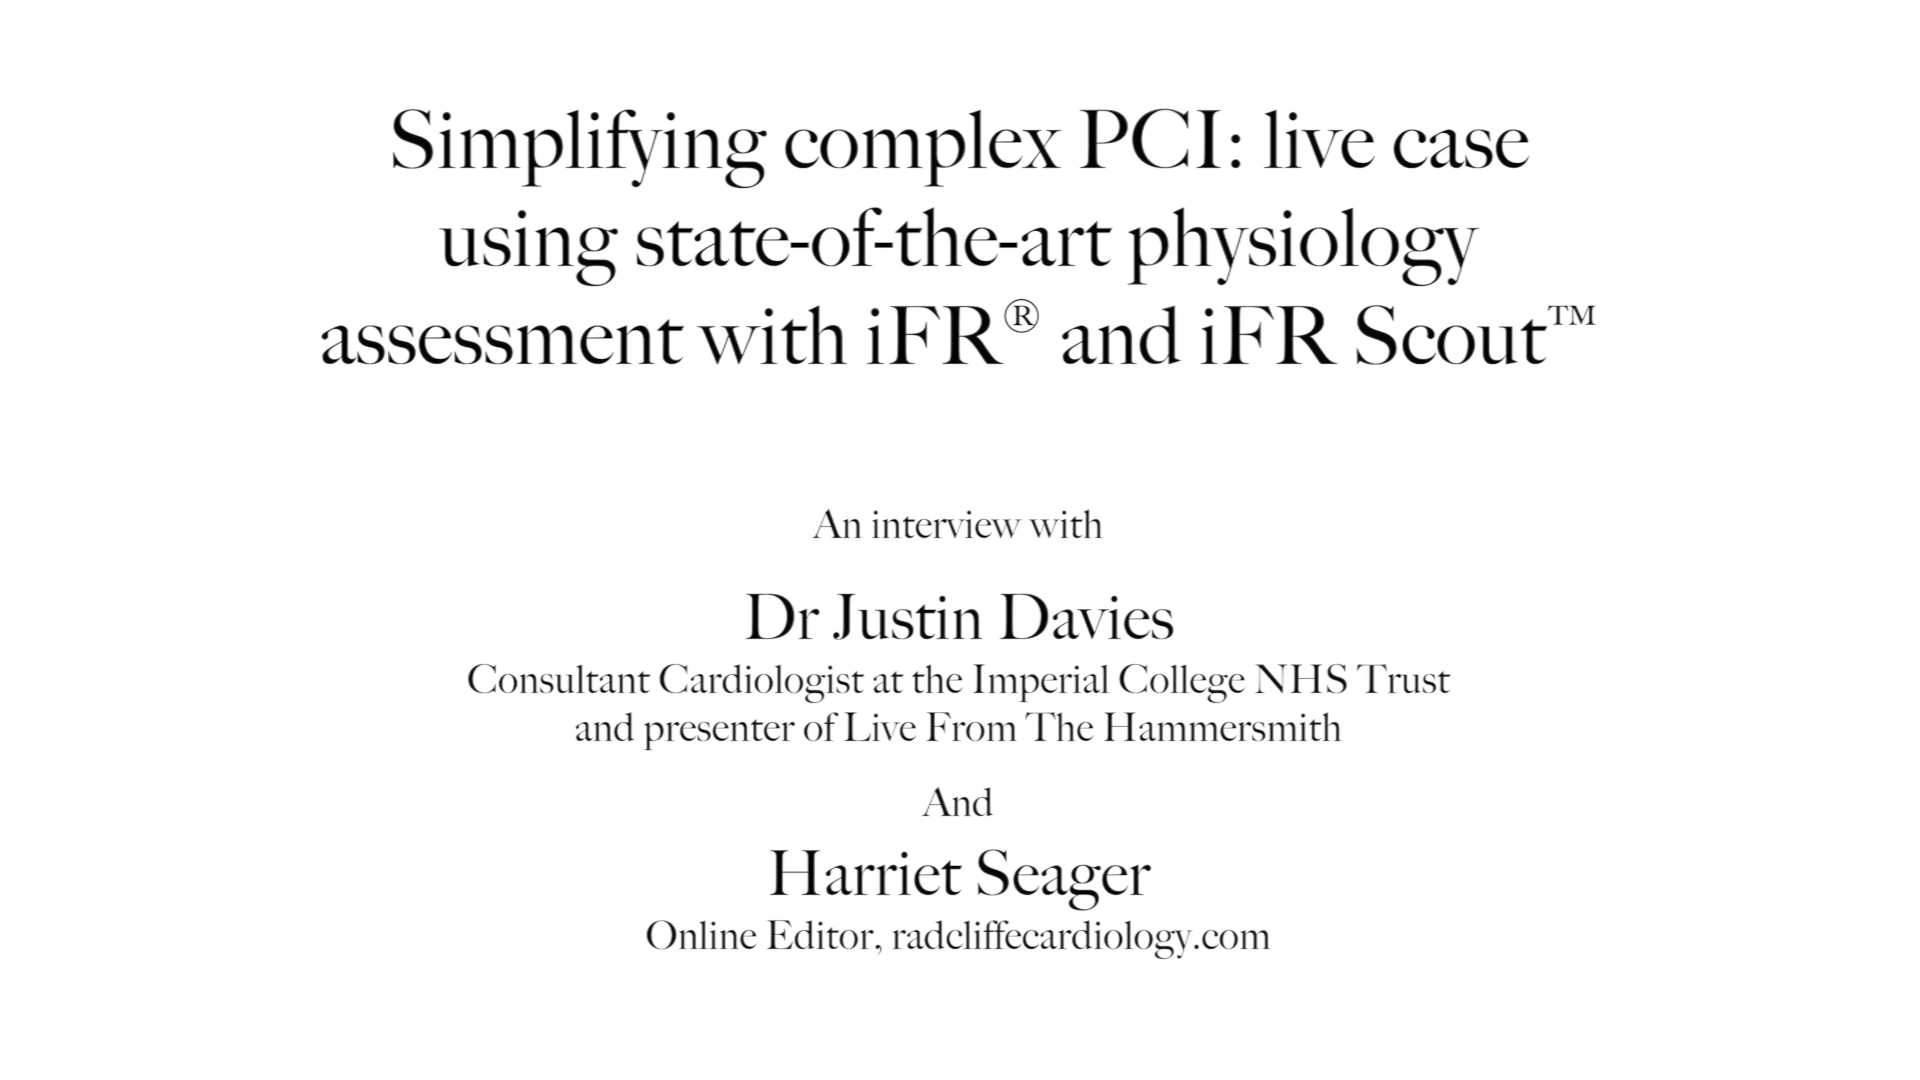 Simplifying complex PCI: live case
using state-of-the-art physiology
assessment with iFR® and iFR Scout™
An interview with
Dr Justin Davies
Consultant Cardiologist at the Imperial College NHS Trust
and presenter of Live From The Hammersmith
And
Harriet Seager
Online Editor, radcliffecardiology.com